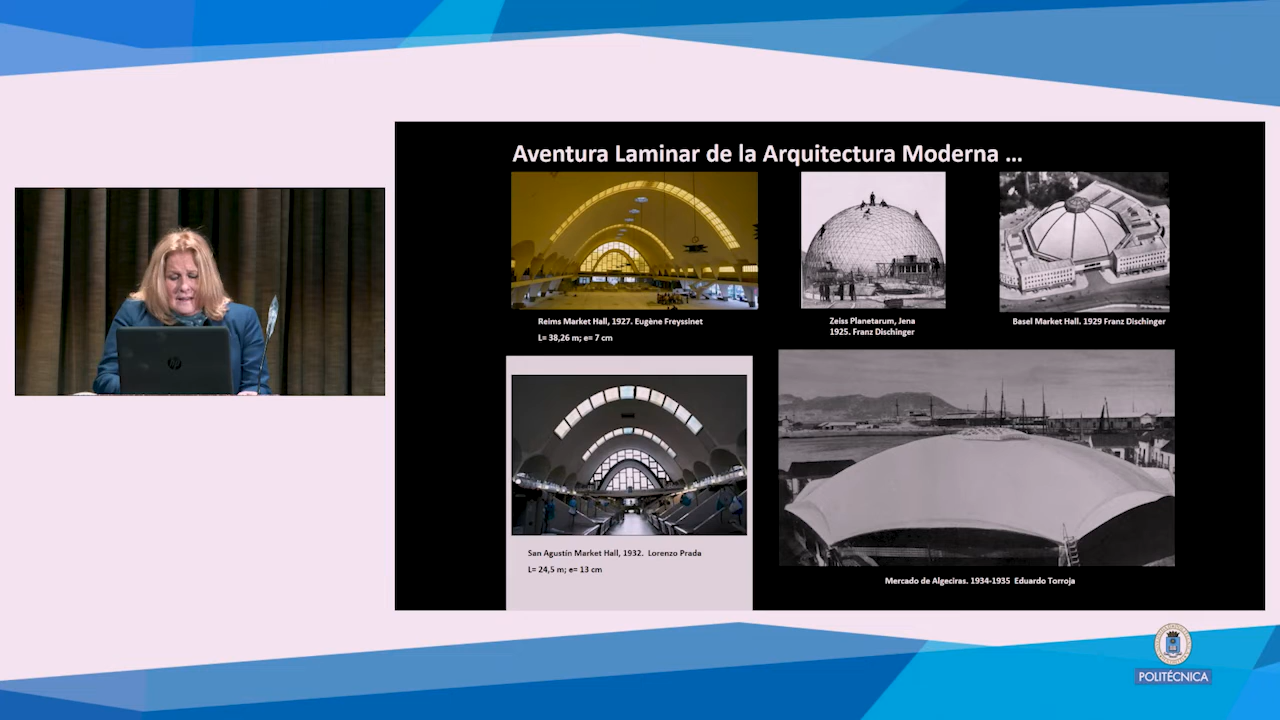 Aventura Laminar de la Arquitectura Moderna ...
Reims Market Hall, 1927. Eugène Freyssinet
L= 38,26 m; e= 7 cm
Zeiss Planetarum, Jena
1925. Franz Dischinger
Basel Market Hall. 1929 Franz Dischinger
San Agustín Market Hall, 1932. Lorenzo Prada
L= 24,5 m; e= 13 cm
Mercado de Algeciras. 1934-1935 Eduardo Torroja
hp
POLITÉCNICA